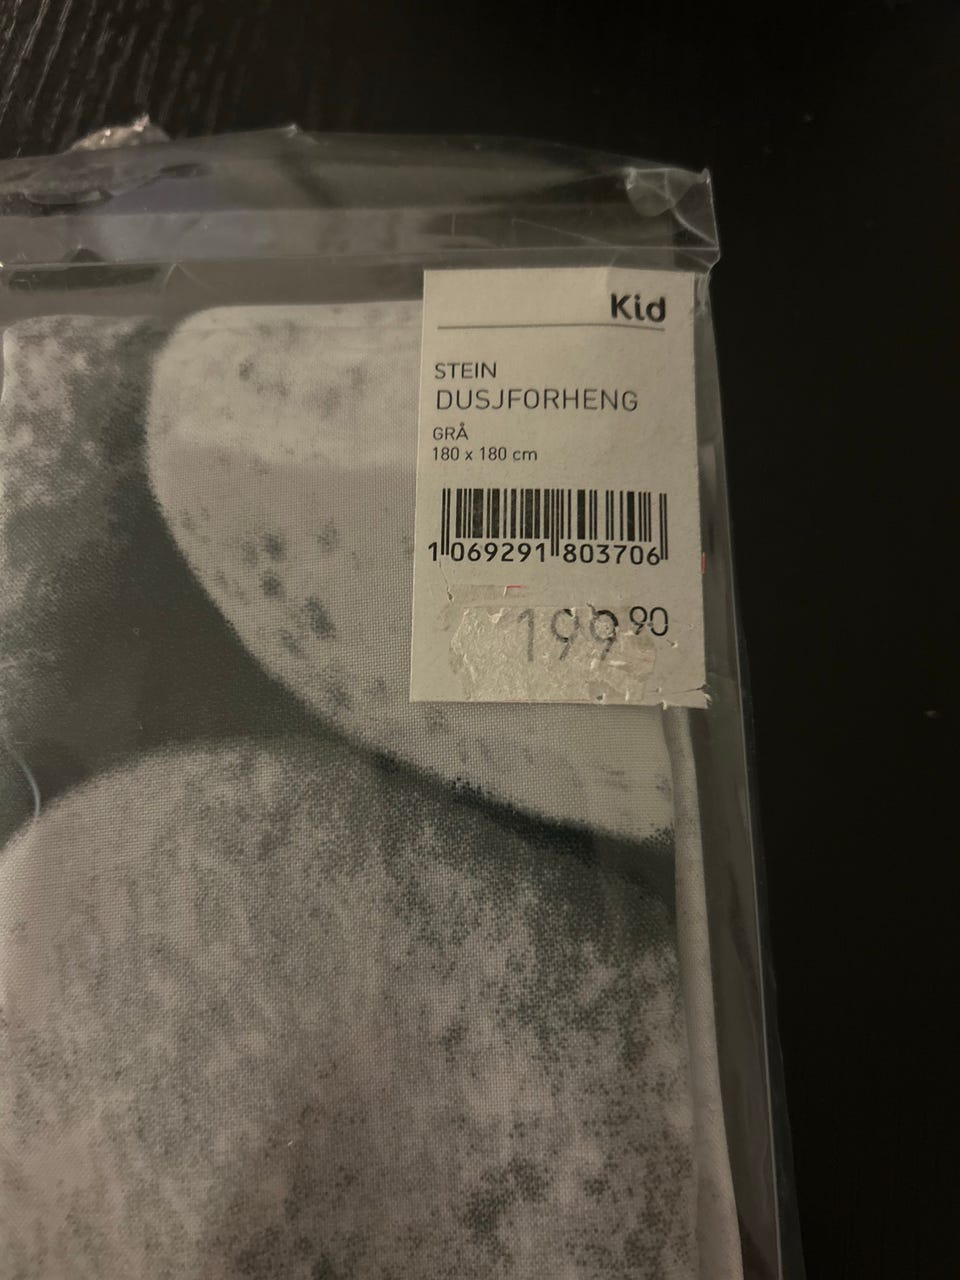 Kid
STEIN
DUSJFORHENG
GRÅ
180 x 180 cm
1 069291 803706
199 90